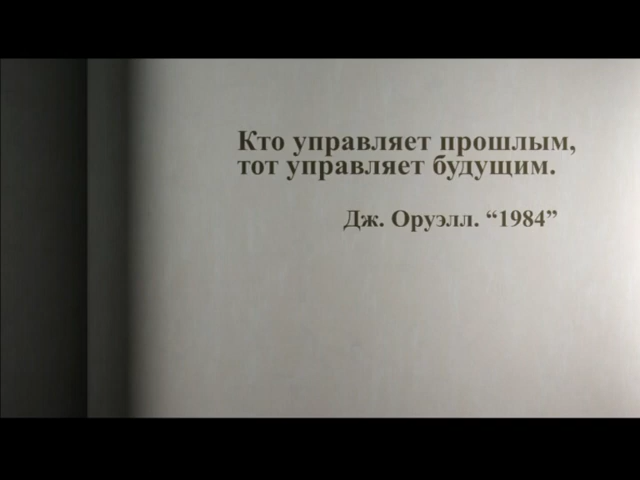 Кто управляет прошлым,
тот управляет будущим.
Дж. Оруэлл. “1984”